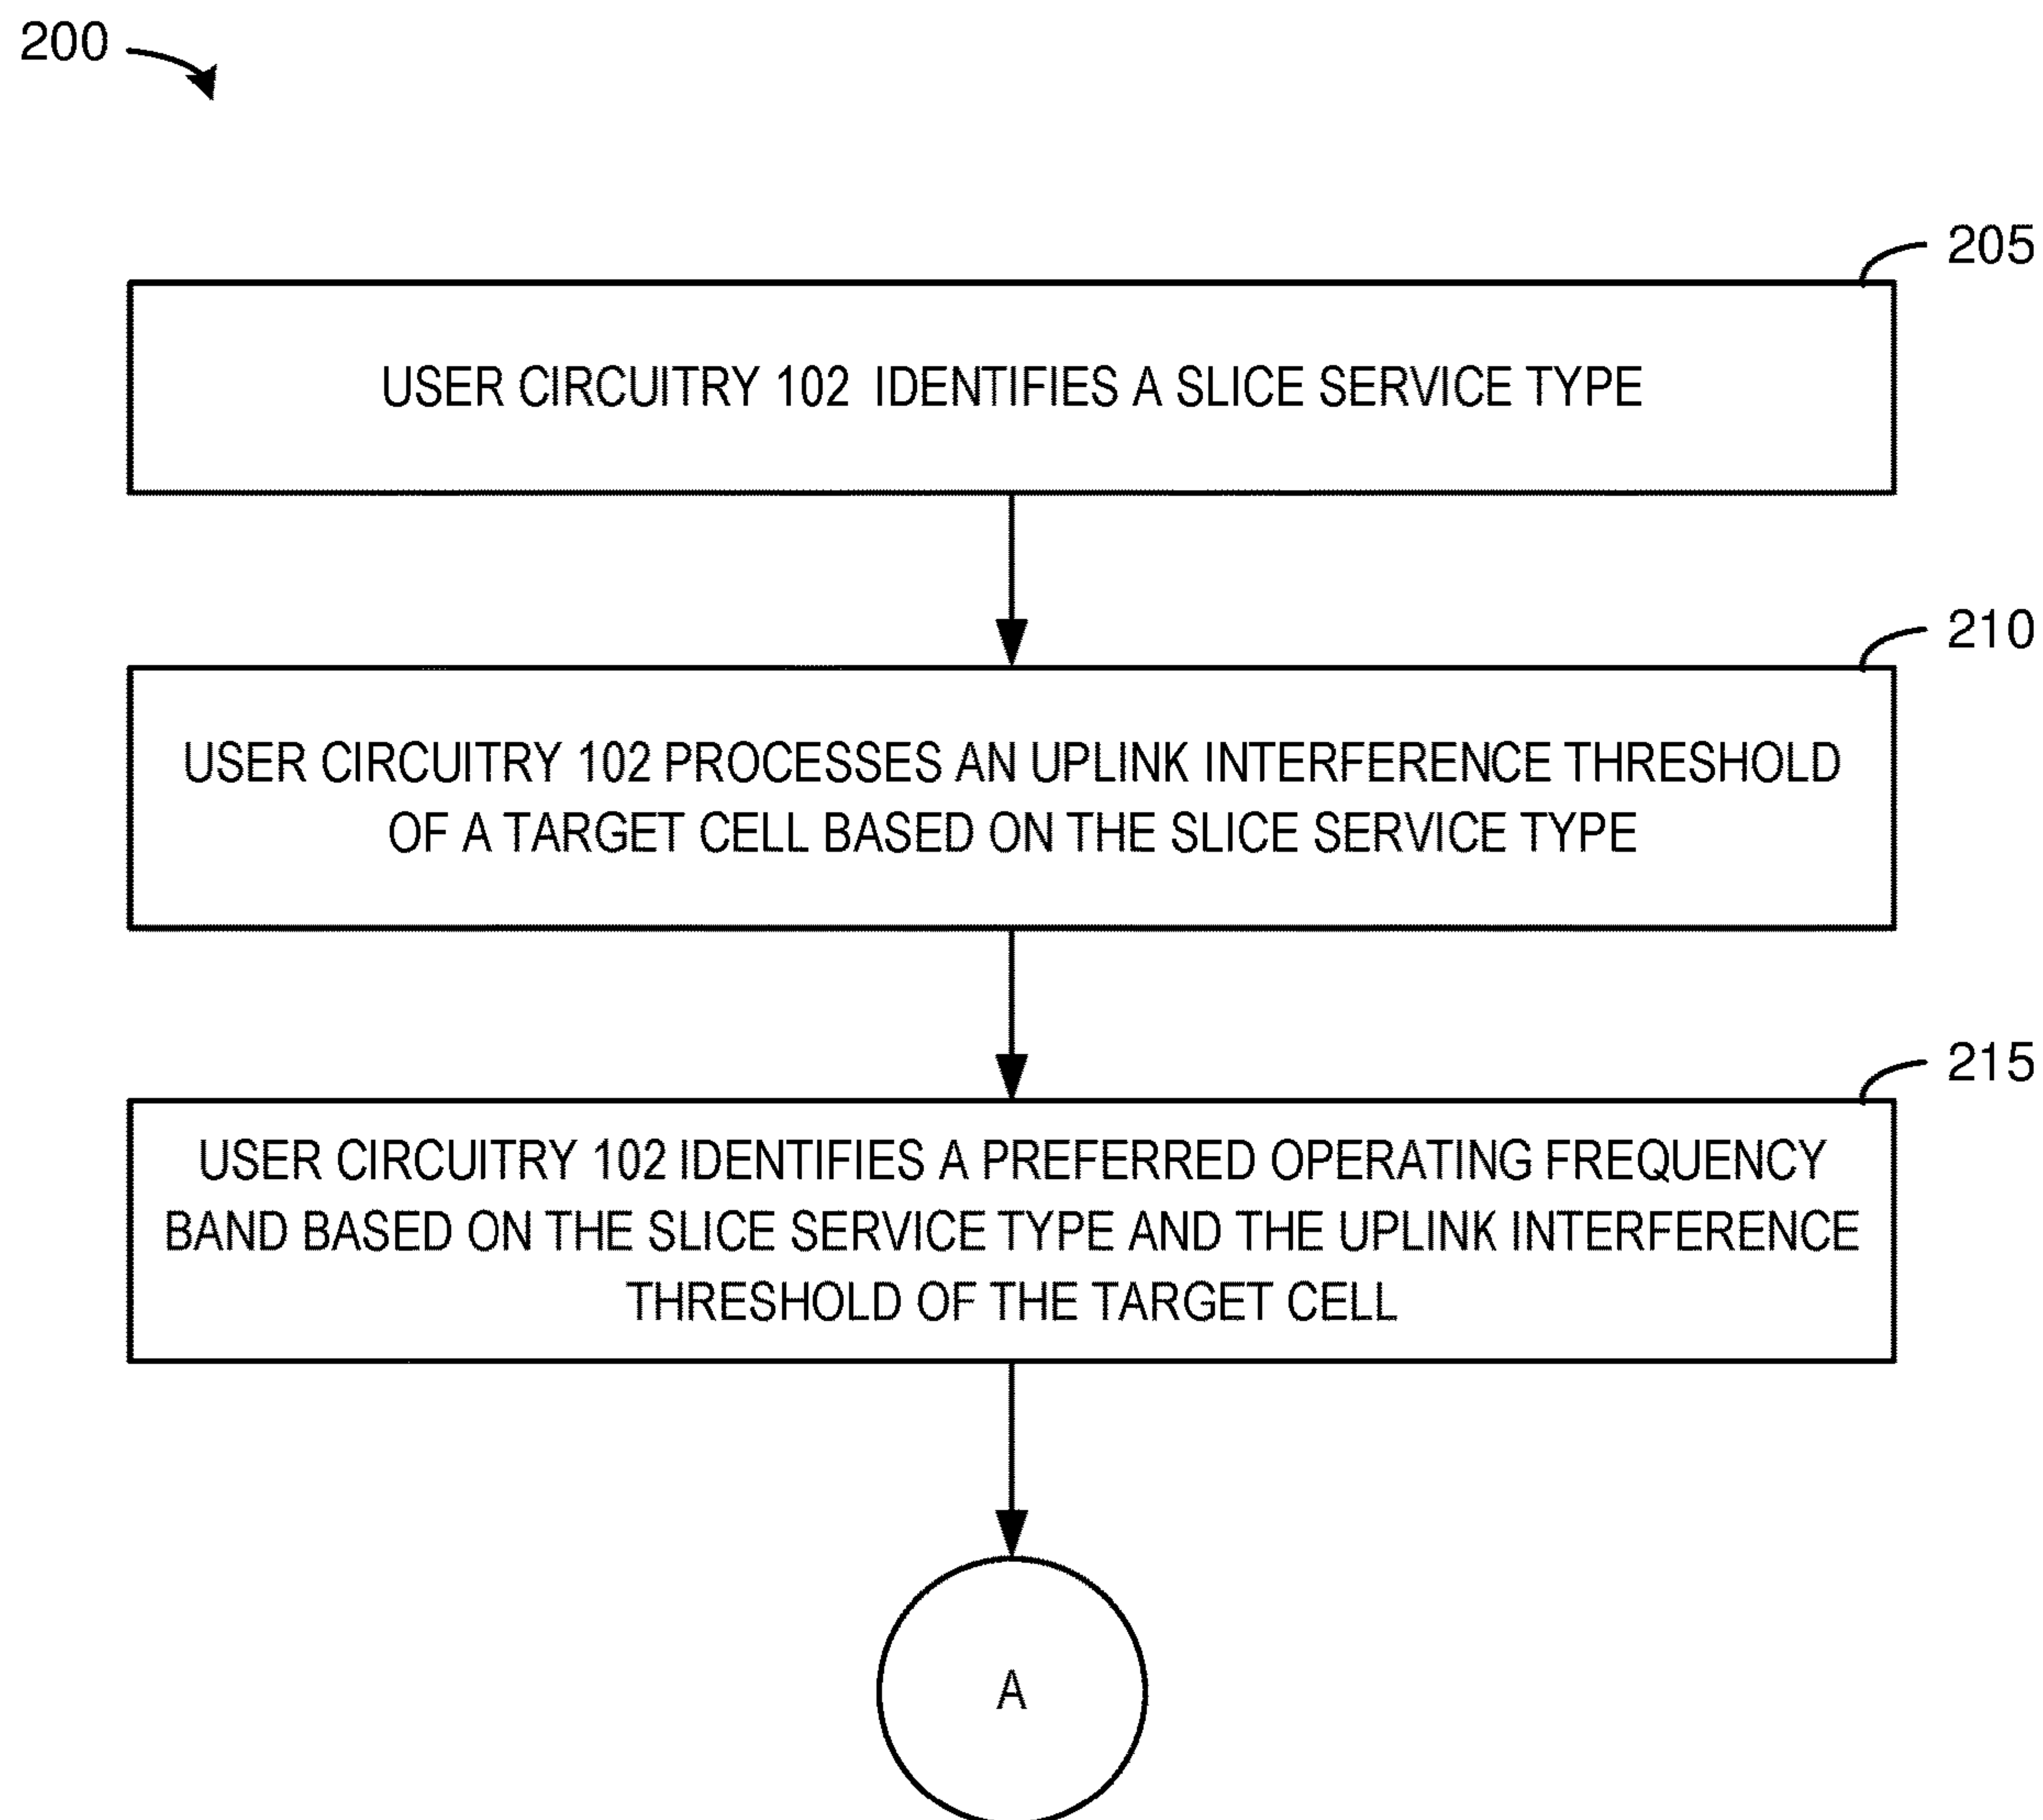 200
205
USER CIRCUITRY 102 IDENTIFIES A SLICE SERVICE TYPE
210
USER CIRCUITRY 102 PROCESSES AN UPLINK INTERFERENCE THRESHOLD
OF A TARGET CELL BASED ON THE SLICE SERVICE TYPE
215
USER CIRCUITRY 102 IDENTIFIES A PREFERRED OPERATING FREQUENCY
BAND BASED ON THE SLICE SERVICE TYPE AND THE UPLINK INTERFERENCE
THRESHOLD OF THE TARGET CELL
A